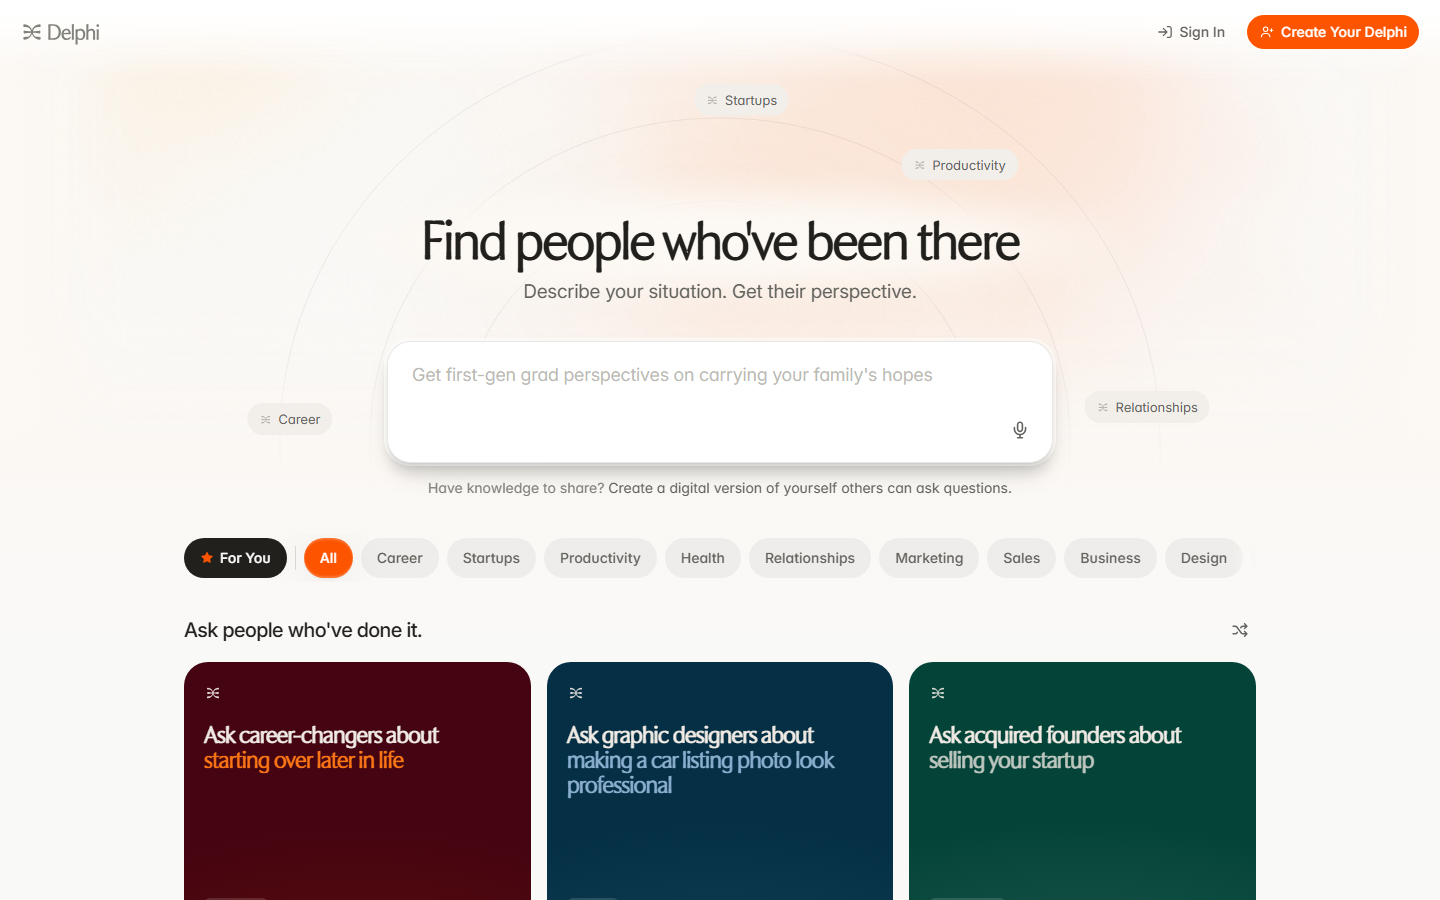 Delphi
Sign In
Create Your Delphi
Startups
Productivity
Find people who've been there
Describe your situation. Get their perspective.
Get first-gen grad perspectives on carrying your family's hopes
Career
Relationships
Have knowledge to share? Create a digital version of yourself others can ask questions.
For You
All
Career
Startups
Productivity
Health
Relationships
Marketing
Sales
Business
Design
Ask people who've done it.
Ask career-changers about
starting over later in life
Ask graphic designers about
making a car listing photo look
professional
Ask acquired founders about
selling your startup